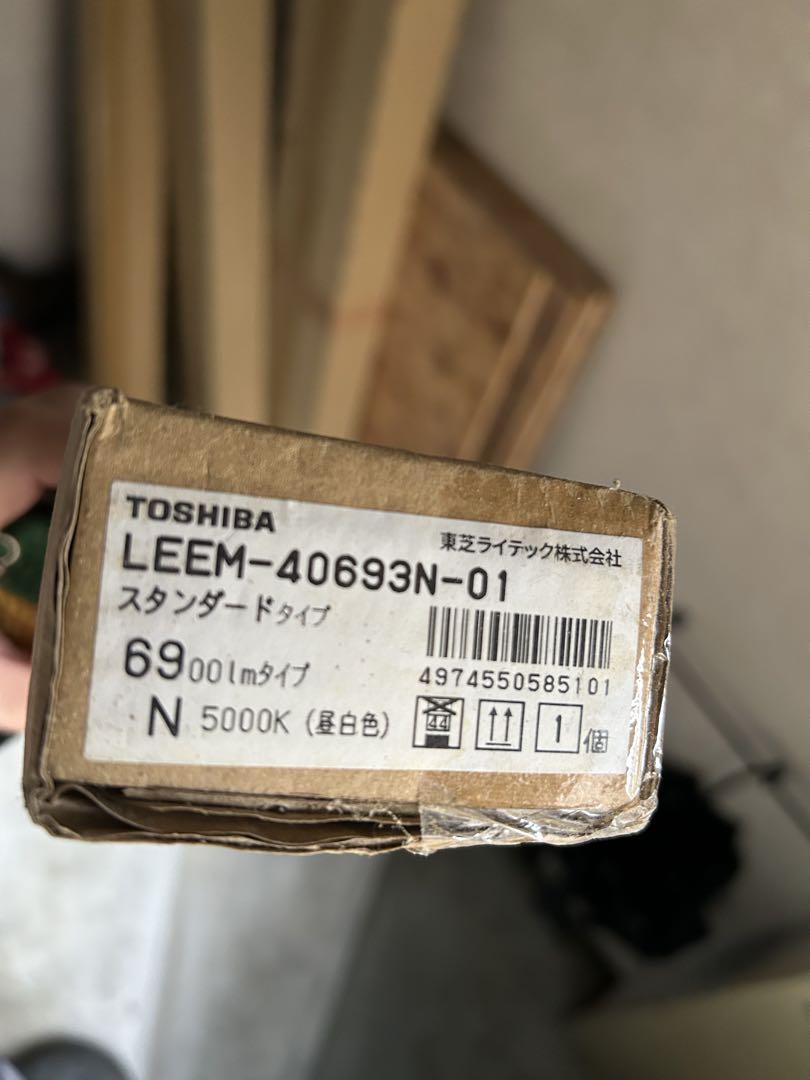 TOSHIBA
東芝ライテック株式会社
LEEM-40693N-01
スタンダードタイプ
6900lmタイプ
4974550585101
N 5000K (昼白色)
44
1個